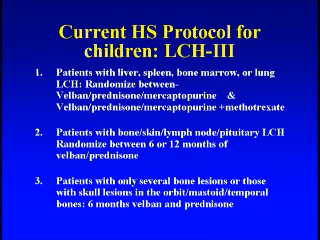 Current HS Protocol for
children: LCH-III
1. Patients with liver, spleen, bone marrow, or lung
LCH: Randomize between-
Velban/prednisone/mercaptopurine &
Velban/prednisone/mercaptopurine +methotrexate
2. Patients with bone/skin/lymph node/pituitary LCH
Randomize between 6 or 12 months of
velban/prednisone
3. Patients with only several bone lesions or those
with skull lesions in the orbit/mastoid/temporal
bones: 6 months velban and prednisone